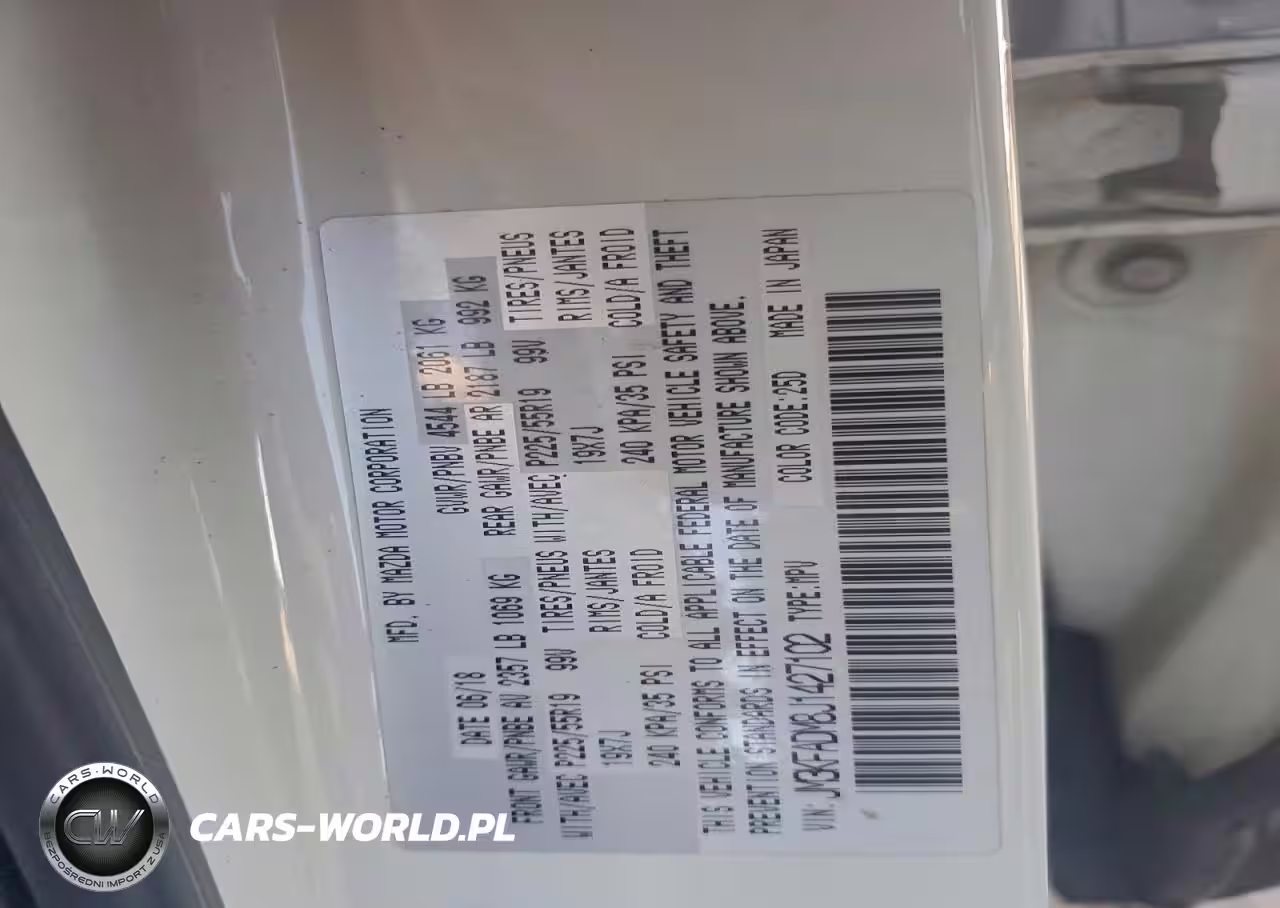 MFD. BY MAZDA MOTOR CORPORATION
DATE 06/18 GVWR/PNBV 4544 LB 2061 KG
FRONT GAWR/PNBE AV 2357 LB 1069 KG REAR GAWR/PNBE AR 2187 LB 992 KG
WITH/AVEC P225/55R19 99V TIRES/PNEUS WITH/AVEC P225/55R19 99V TIRES/PNEUS
19X7J RIMS/JANTES 19X7J RIMS/JANTES
240 KPA/35 PSI COLD/A FROID 240 KPA/35 PSI COLD/A FROID
THIS VEHICLE CONFORMS TO ALL APPLICABLE FEDERAL MOTOR VEHICLE SAFETY AND THEFT
PREVENTION STANDARDS IN EFFECT ON THE DATE OF MANUFACTURE SHOWN ABOVE.
VIN: JM3KFADM8J1427102 TYPE:MPV COLOR CODE:25D MADE IN JAPAN
CARS-WORLD
CW
BEZPOŚREDNI IMPORT Z USA
CARS-WORLD.PL